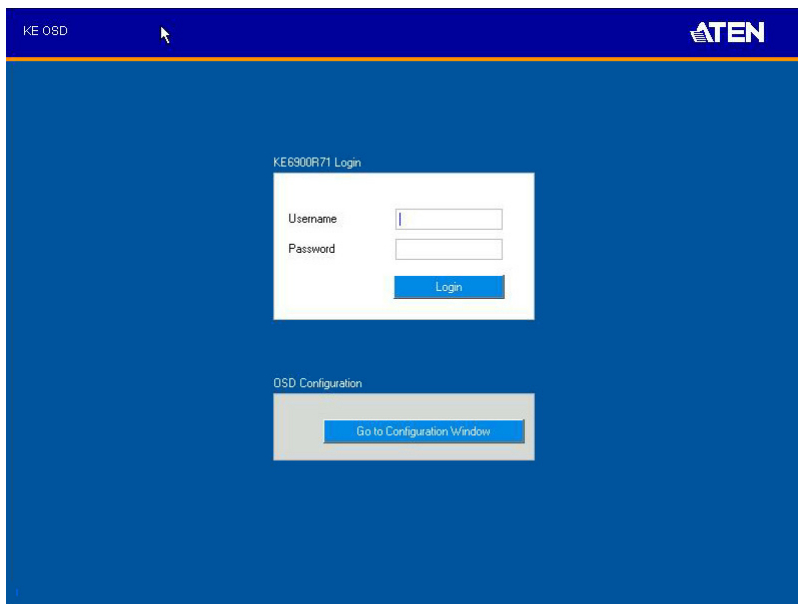 KE OSD
ATEN
KE6900R71 Login
Username
Password
Login
OSD Configuration
Go to Configuration Window